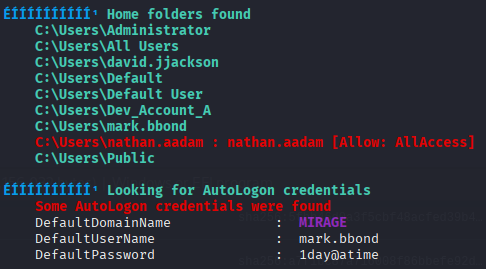 ÉÍÍÍÍÍÍÍÍÍÍ¹ Home folders found
C:\Users\Administrator
C:\Users\All Users
C:\Users\david.jjackson
C:\Users\Default
C:\Users\Default User
C:\Users\Dev_Account_A
C:\Users\mark.bbond
C:\Users\nathan.aadam : nathan.aadam [Allow: AllAccess]
C:\Users\Public
ÉÍÍÍÍÍÍÍÍÍÍ¹ Looking for AutoLogon credentials
Some AutoLogon credentials were found
DefaultDomainName : MIRAGE
DefaultUserName : mark.bbond
DefaultPassword : 1day@atime